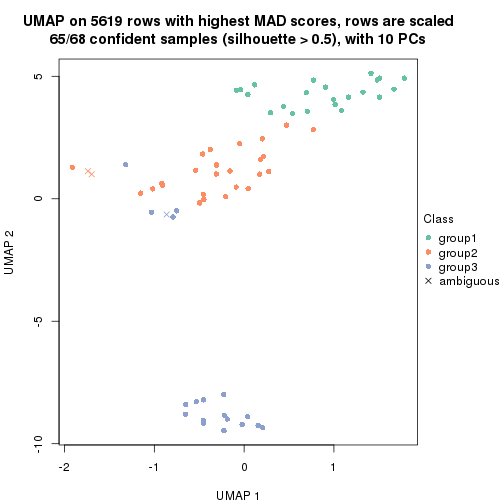 UMAP on 5619 rows with highest MAD scores, rows are scaled
65/68 confident samples (silhouette > 0.5), with 10 PCs
5
0
-5
-10
UMAP 2
-2
-1
0
1
UMAP 1
Class
group1
group2
group3
ambiguous